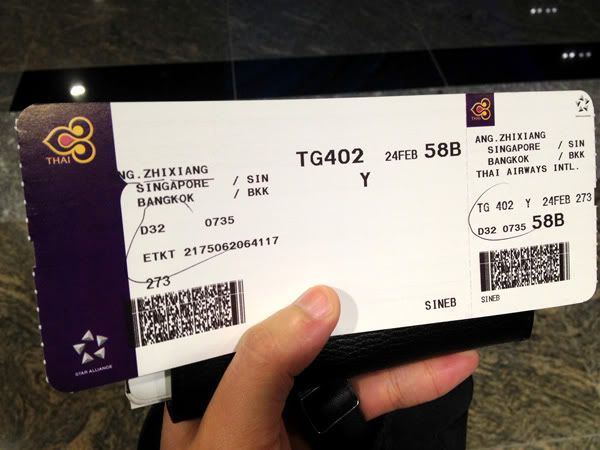 THAI
ANG.ZHIXIANG
SINGAPORE / SIN
BANGKOK / BKK
TG402 24FEB 58B
Y
D32 0735
ETKT 2175062064117
273
SINEB
STAR ALLIANCE
ANG.ZHIXIANG
SINGAPORE / SIN
BANGKOK / BKK
THAI AIRWAYS INTL.
TG 402 Y 24FEB 273
D32 0735 58B
SINEB